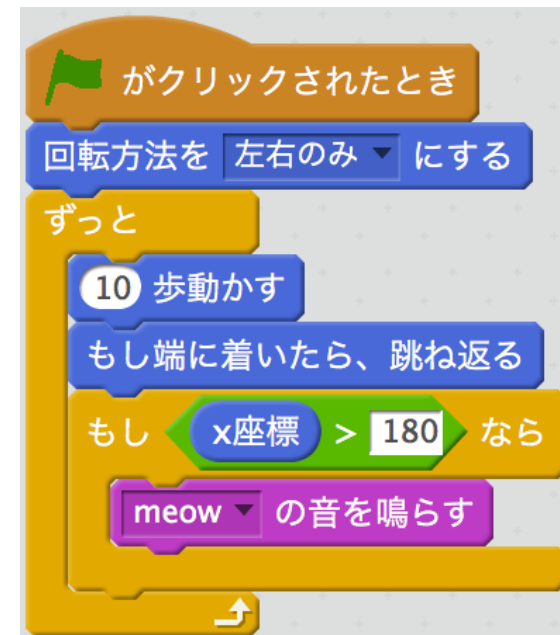 がクリックされたとき
回転方法を 左右のみ にする
ずっと
10 歩動かす
もし端に着いたら、跳ね返る
もし x座標 > 180 なら
meow の音を鳴らす